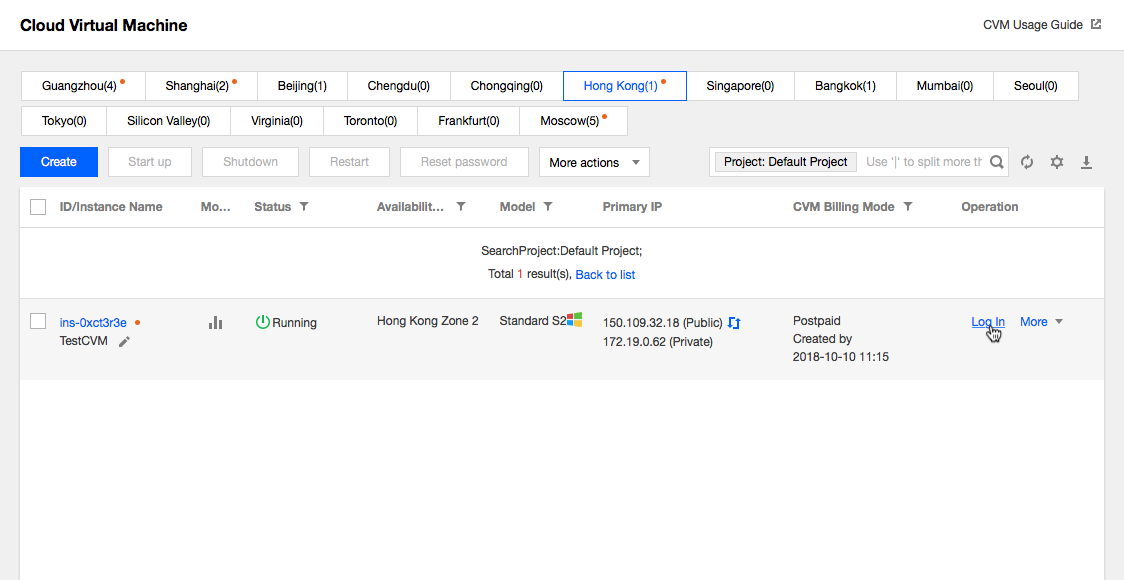 Cloud Virtual Machine
CVM Usage Guide
Guangzhou(4) Shanghai(2) Beijing(1) Chengdu(0) Chongqing(0) Hong Kong(1) Singapore(0) Bangkok(1) Mumbai(0) Seoul(0)
Tokyo(0) Silicon Valley(0) Virginia(0) Toronto(0) Frankfurt(0) Moscow(5)
Create Start up Shutdown Restart Reset password More actions Project: Default Project Use '|' to split more th
ID/Instance Name Mo... Status Availabilit... Model Primary IP CVM Billing Mode Operation
SearchProject:Default Project;
Total 1 result(s), Back to list
ins-0xct3r3e Running Hong Kong Zone 2 Standard S2 150.109.32.18 (Public) Postpaid Log In More
TestCVM 172.19.0.62 (Private) Created by
2018-10-10 11:15